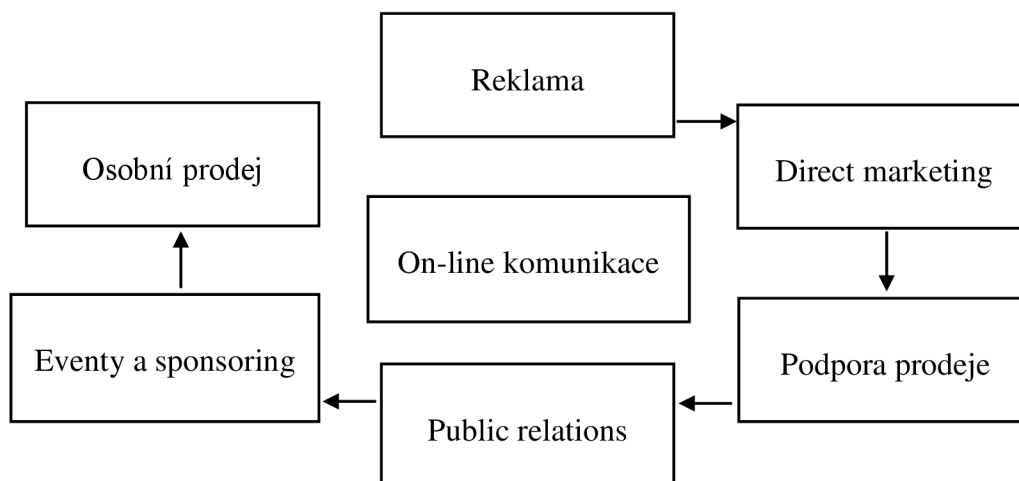 Reklama
Osobní prodej
Direct marketing
On-line komunikace
Eventy a sponsoring
Podpora prodeje
Public relations